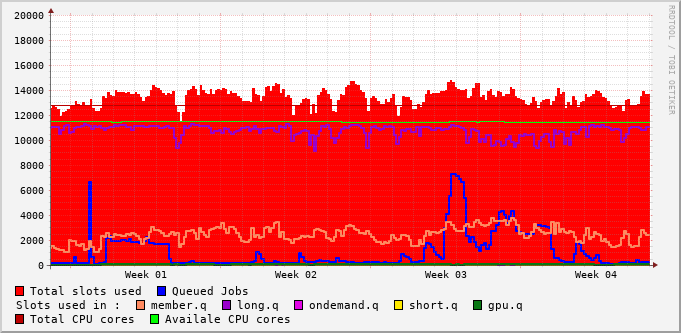 20000
18000
16000
14000
12000
10000
8000
6000
4000
2000
0
Week 01 Week 02 Week 03 Week 04
RRDTOOL / TOBI OETIKER
Total slots used Queued Jobs
Slots used in : member.q long.q ondemand.q short.q gpu.q
Total CPU cores Availale CPU cores